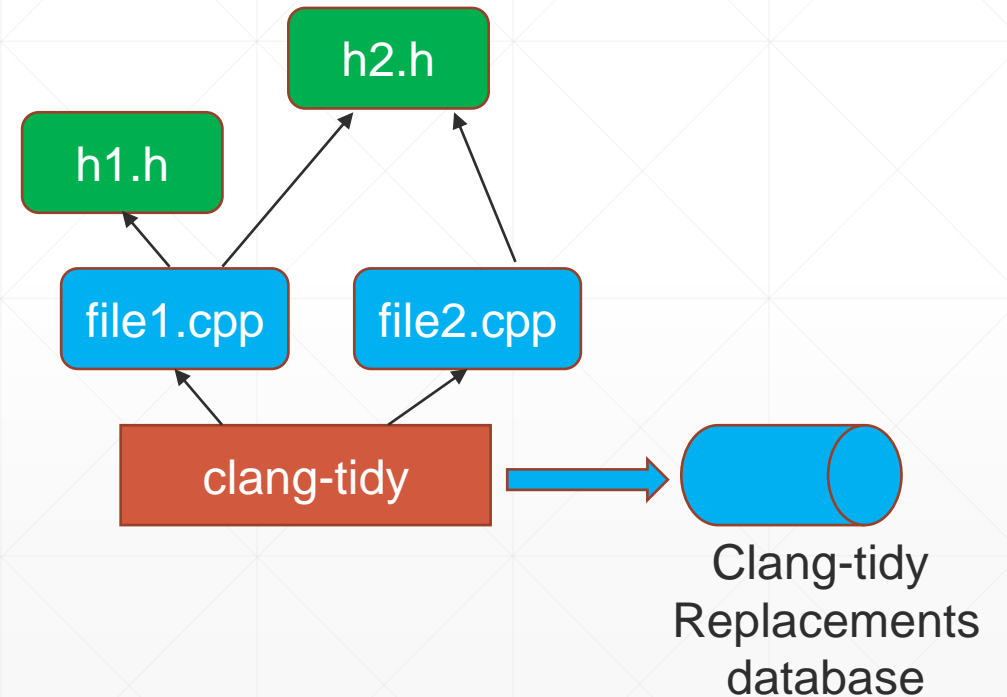 h2.h
h1.h
file1.cpp
file2.cpp
clang-tidy
Clang-tidy
Replacements
database